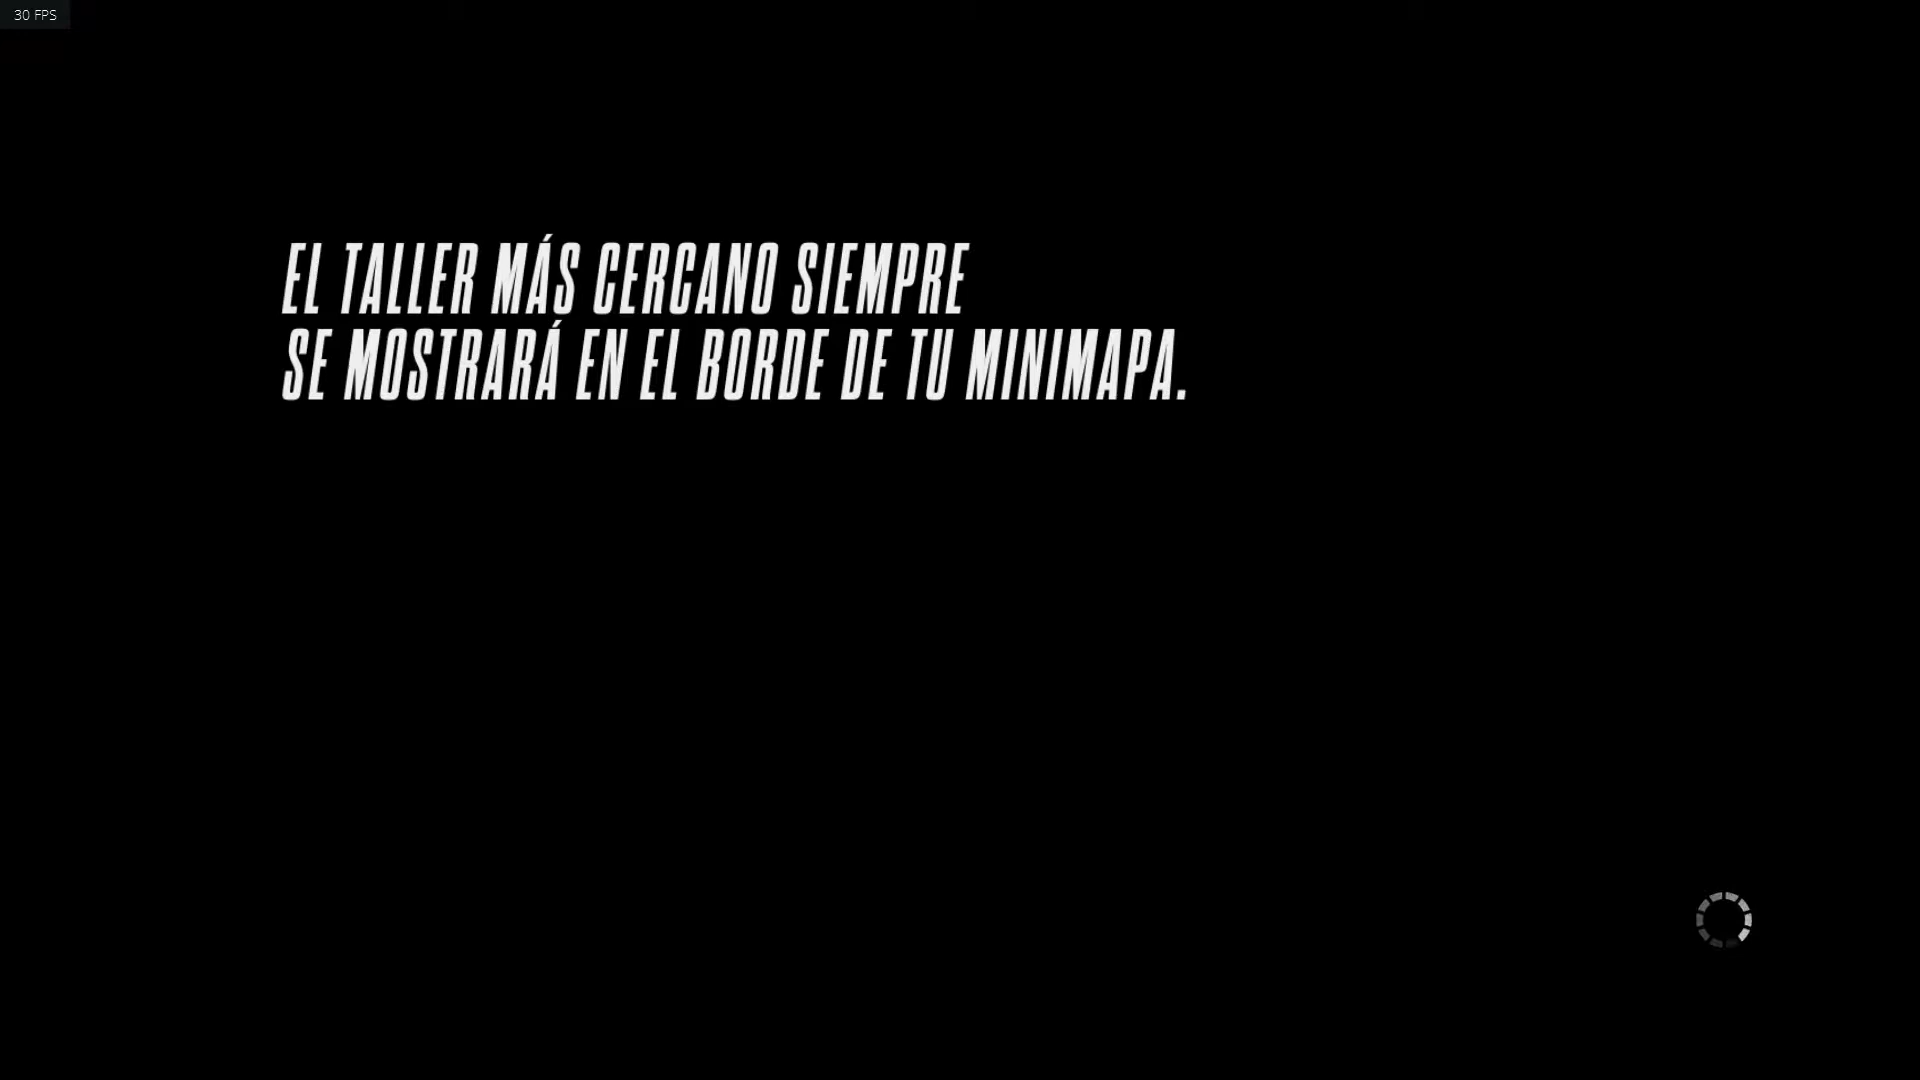 30 FPS
EL TALLER MÁS CERCANO SIEMPRE
SE MOSTRARÁ EN EL BORDE DE TU MINIMAPA.